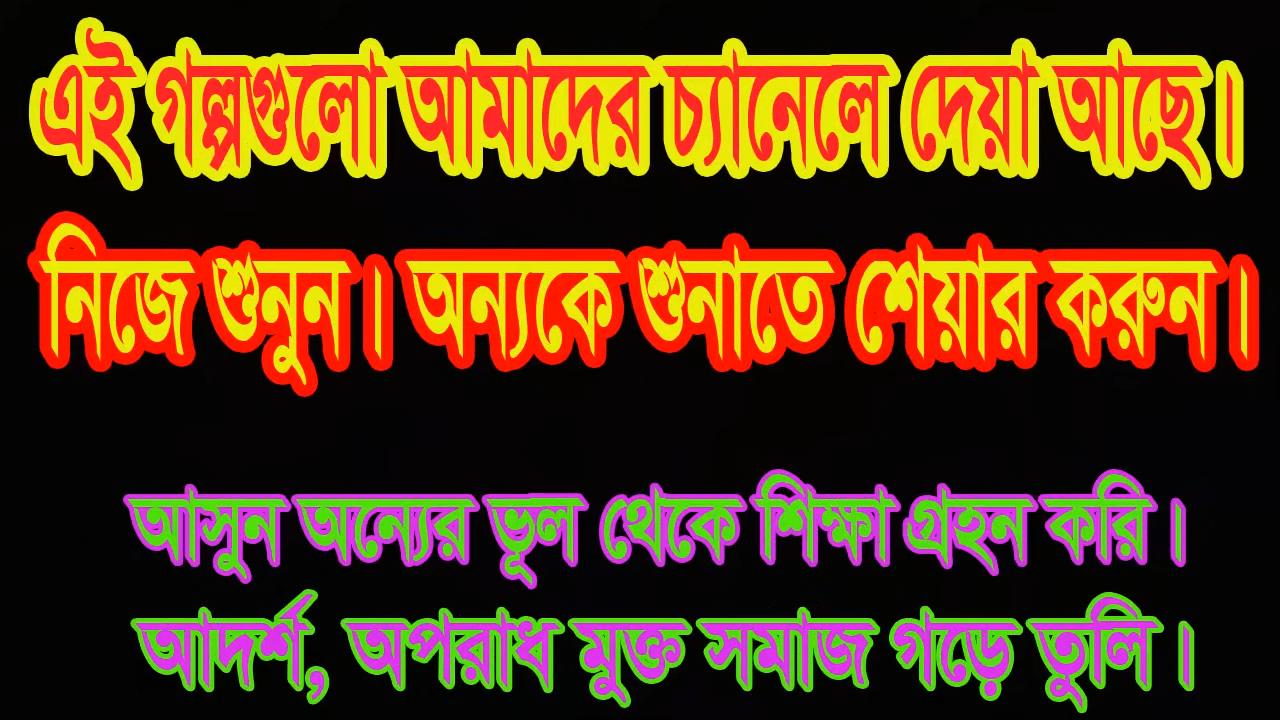 এই গল্পগুলো আমাদের চ্যানেলে দেয়া আছে।
নিজে শুনুন। অন্যকে শুনাতে শেয়ার করুন।
আসুন অন্যের ভূল থেকে শিক্ষা গ্রহন করি।
আদর্শ, অপরাধ মুক্ত সমাজ গড়ে তুলি।